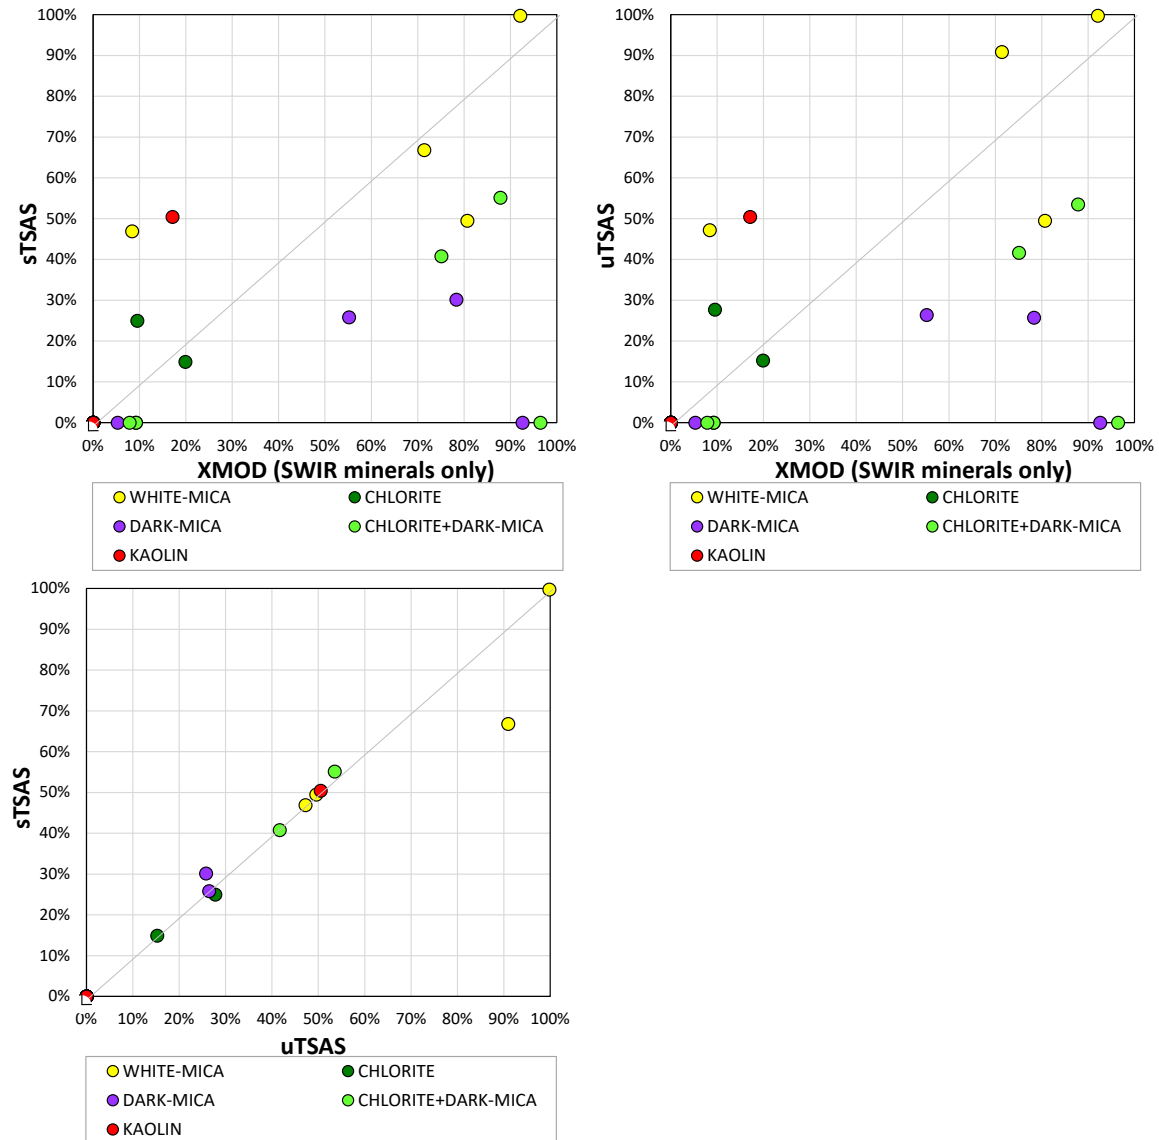 100%
90%
80%
70%
60%
50%
40%
30%
20%
10%
0%
sTSAS
0% 10% 20% 30% 40% 50% 60% 70% 80% 90% 100%
XMOD (SWIR minerals only)
WHITE-MICA CHLORITE
DARK-MICA CHLORITE+DARK-MICA
KAOLIN
100%
90%
80%
70%
60%
50%
40%
30%
20%
10%
0%
uTSAS
0% 10% 20% 30% 40% 50% 60% 70% 80% 90% 100%
XMOD (SWIR minerals only)
WHITE-MICA CHLORITE
DARK-MICA CHLORITE+DARK-MICA
KAOLIN
100%
90%
80%
70%
60%
50%
40%
30%
20%
10%
0%
sTSAS
0% 10% 20% 30% 40% 50% 60% 70% 80% 90% 100%
uTSAS
WHITE-MICA CHLORITE
DARK-MICA CHLORITE+DARK-MICA
KAOLIN